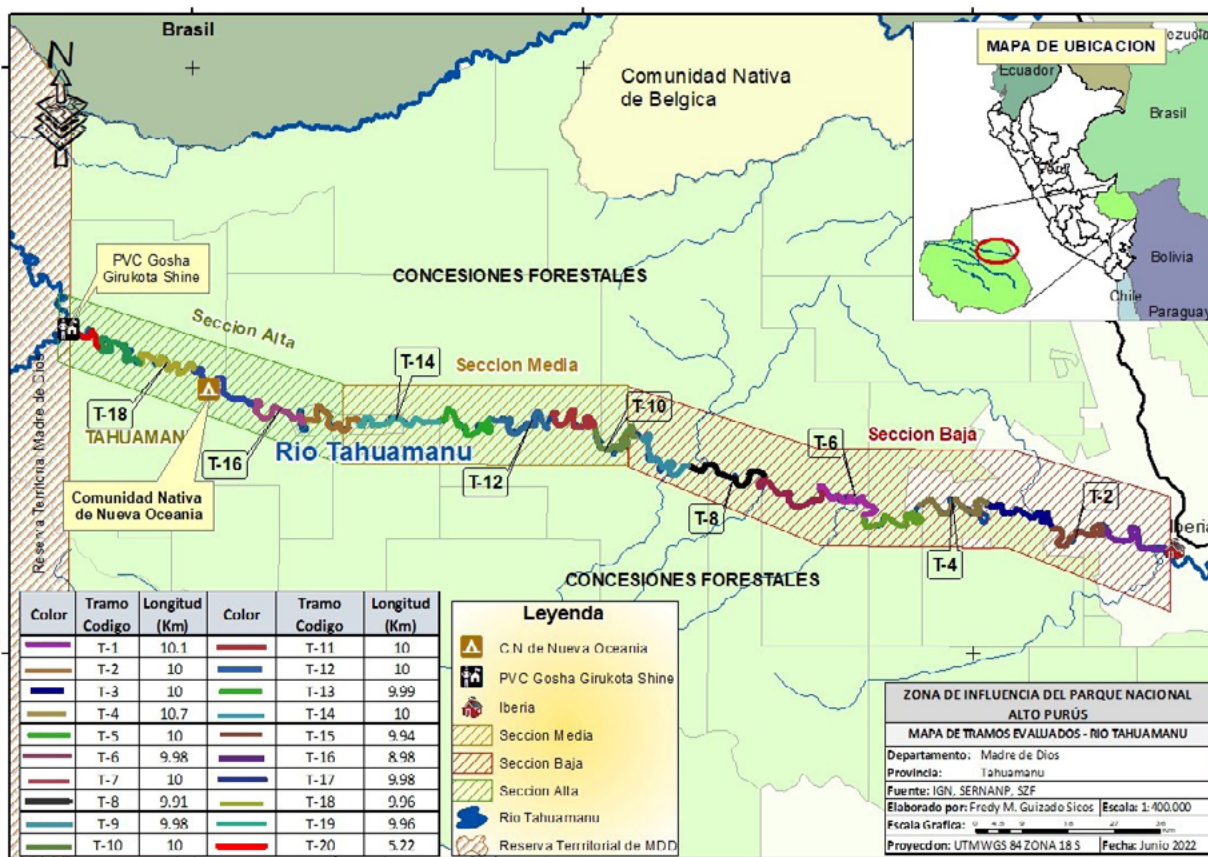 Brasil
Comunidad Nativa
de Belgica
MAPA DE UBICACION
Ecuador
Brasil
Bolivia
Chile
Paraguay
N
PVC Gosha
Girukota Shine
CONCESIONES FORESTALES
Seccion Alta
Seccion Media
T-14
T-10
T-18
TAHUAMAN
T-16
Rio Tahuamanu
T-12
Seccion Baja
T-6
T-8
T-2
T-4
Iberia
Comunidad Nativa
de Nueva Oceania
CONCESIONES FORESTALES
Color Tramo Codigo Longitud (Km) Color Tramo Codigo Longitud (Km)
T-1 10.1 T-11 10
T-2 10 T-12 10
T-3 10 T-13 9.99
T-4 10.7 T-14 10
T-5 10 T-15 9.94
T-6 9.98 T-16 8.98
T-7 10 T-17 9.98
T-8 9.91 T-18 9.96
T-9 9.98 T-19 9.96
T-10 10 T-20 5.22
Leyenda
C.N de Nueva Oceania
PVC Gosha Girukota Shine
Iberia
Seccion Media
Seccion Baja
Seccion Alta
Rio Tahuamanu
Reserva Terrritorial de MDD
ZONA DE INFLUENCIA DEL PARQUE NACIONAL
ALTO PURÚS
MAPA DE TRAMOS EVALUADOS - RIO TAHUAMANU
Departamento: Madre de Dios
Provincia: Tahuamanu
Fuente: IGN, SERNANP, SZF
Elaborado por: Fredy M. Guizado Sicos Escala: 1:400.000
Escala Grafica:
Proyeccion: UTM WGS 84 ZONA 18 S Fecha: Junio 2022